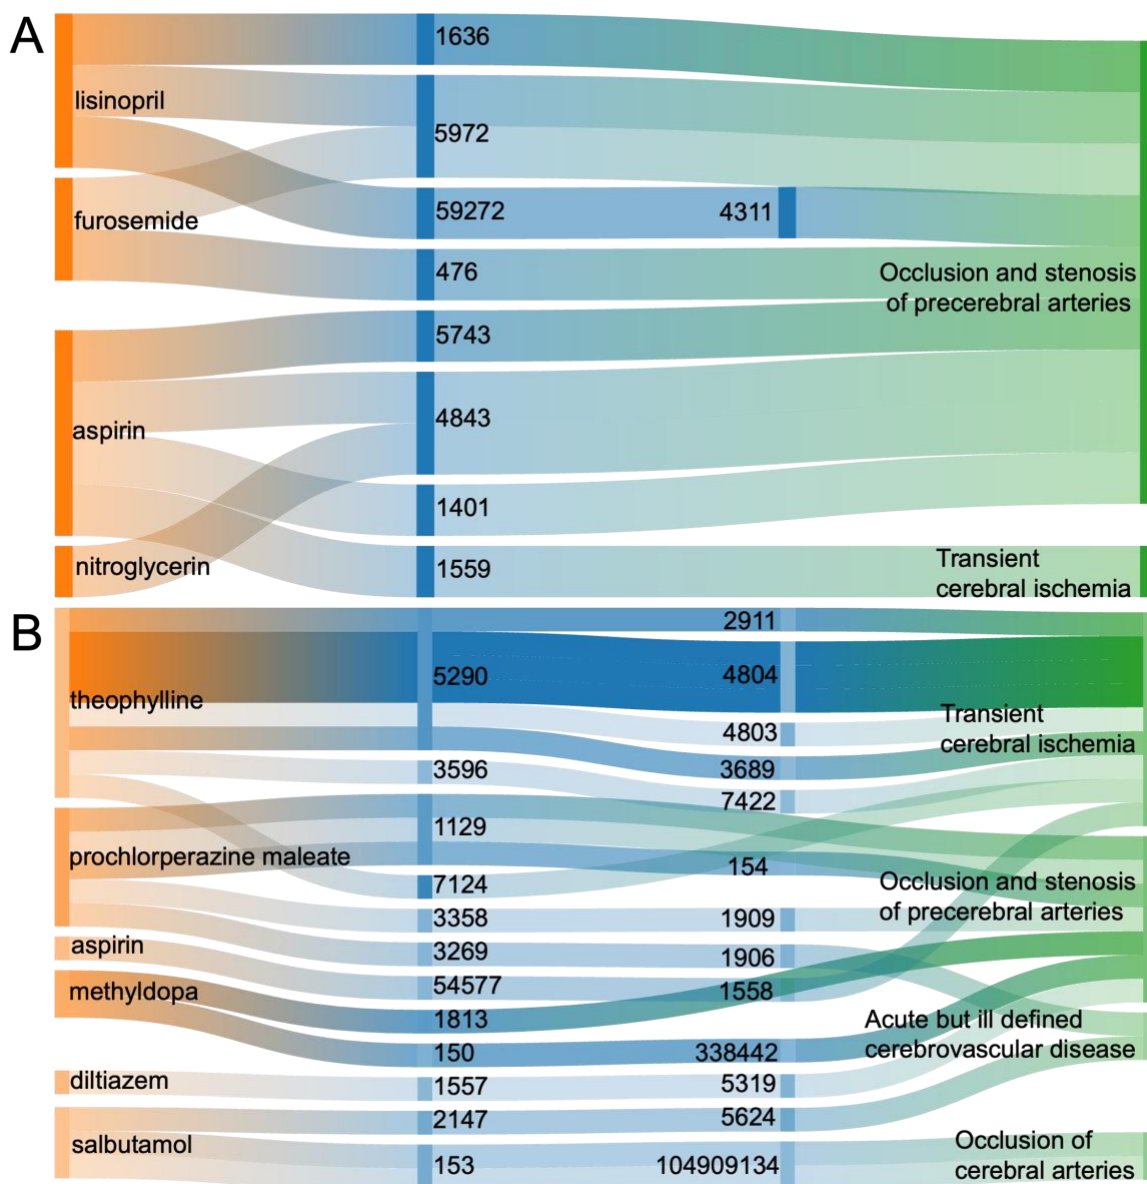 A
1636
lisinopril
5972
furosemide
59272 4311
476
Occlusion and stenosis
of precerebral arteries
5743
aspirin
4843
1401
nitroglycerin
1559
Transient
cerebral ischemia
B
2911
theophylline
5290 4804
4803
Transient
cerebral ischemia
3596 3689
7422
1129
prochlorperazine maleate
154
7124
Occlusion and stenosis
of precerebral arteries
3358 1909
aspirin
3269 1906
methyldopa
54577 1558
1813
Acute but ill defined
cerebrovascular disease
150 338442
diltiazem
1557 5319
2147 5624
salbutamol
153 104909134
Occlusion of
cerebral arteries